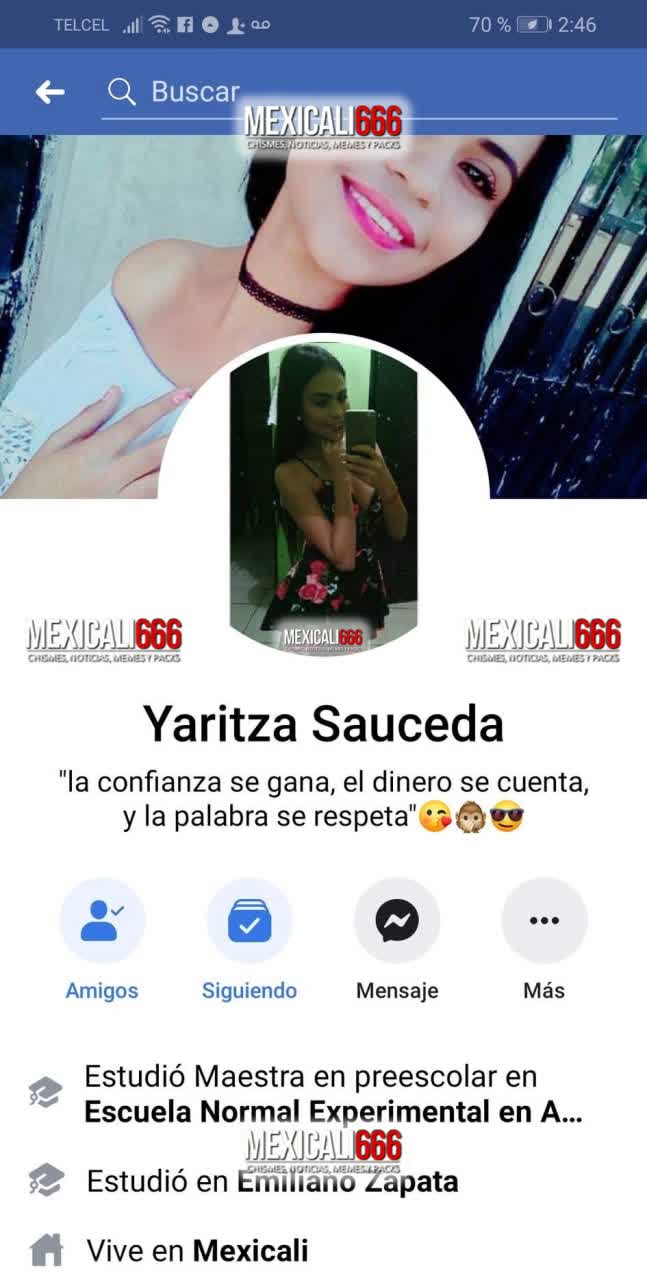 TELCEL
70 % 2:46
Buscar
MEXICALI666
CHISMES, NOTICIAS, MEMES Y PACKS
MEXICALI666
MEXICALI666
CHISMES, NOTICIAS, MEMES Y PACKS
MEXICALI666
CHISMES, NOTICIAS, MEMES Y PACKS
Yaritza Sauceda
"la confianza se gana, el dinero se cuenta,
y la palabra se respeta"😘🙊😎
Amigos Siguiendo Mensaje Más
Estudió Maestra en preescolar en
Escuela Normal Experimental en A...
MEXICALI666
CHISMES, NOTICIAS, MEMES Y PACKS
Estudió en Emiliano Zapata
Vive en Mexicali